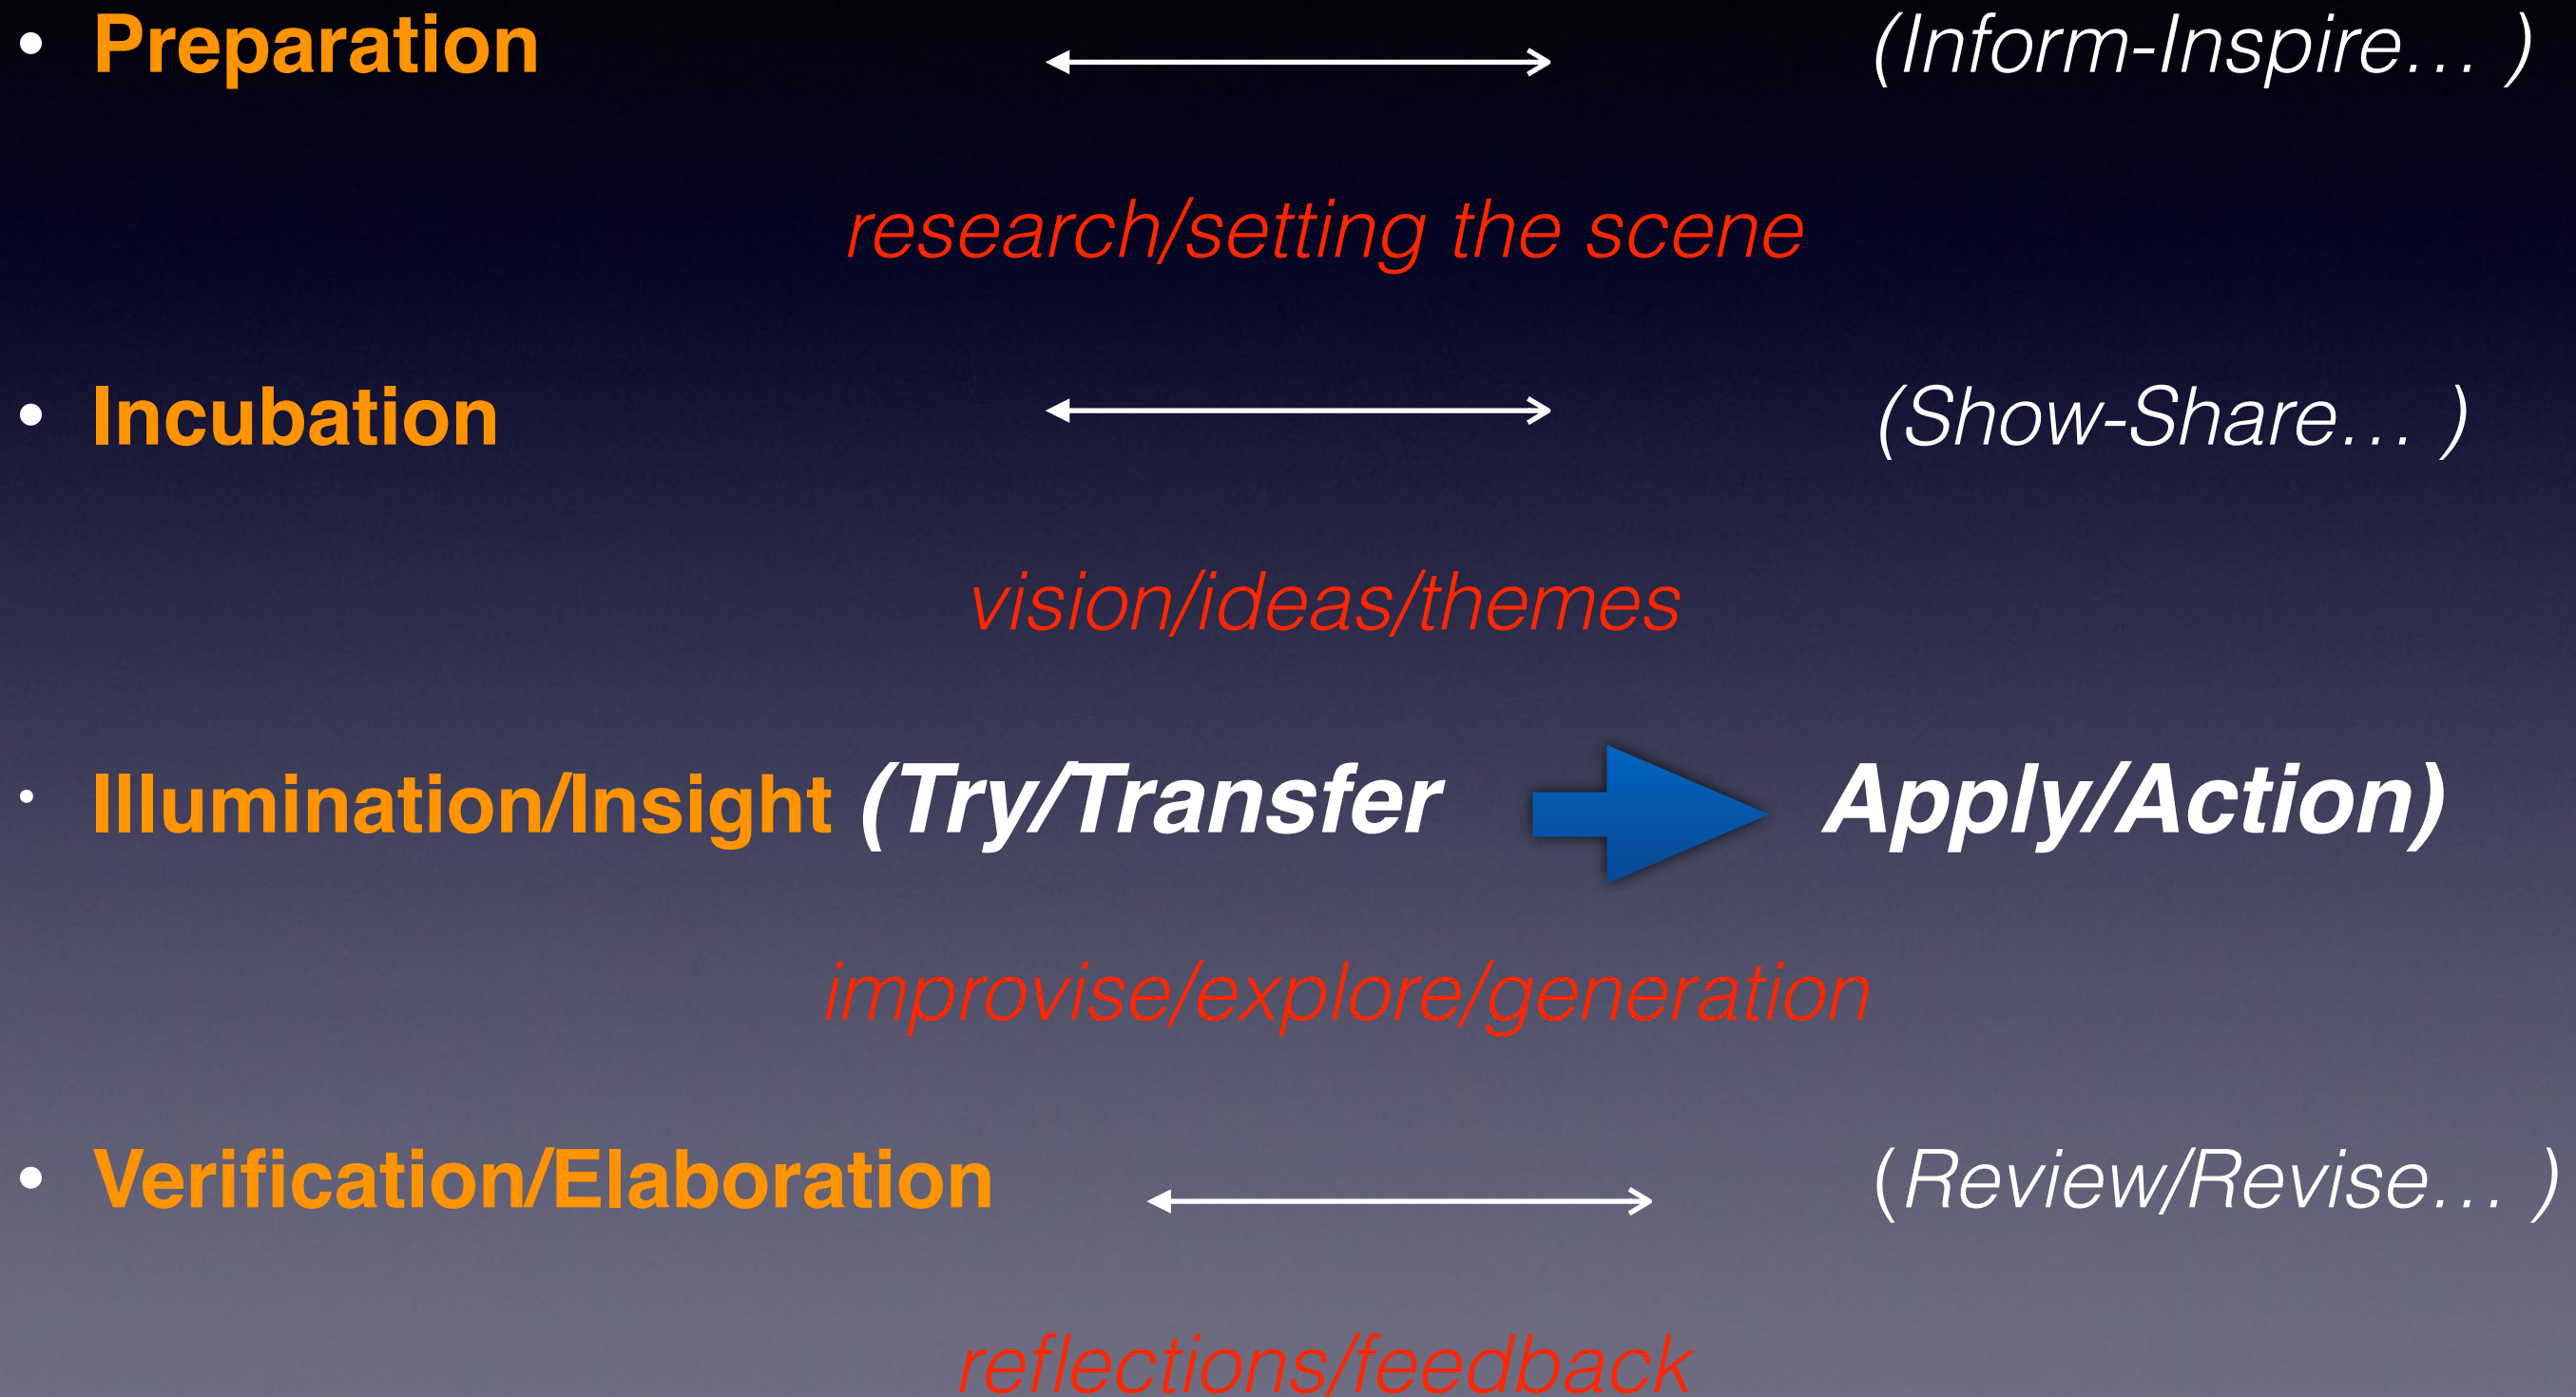 • Preparation (Inform-Inspire… )
research/setting the scene
• Incubation (Show-Share… )
vision/ideas/themes
• Illumination/Insight (Try/Transfer Apply/Action)
improvise/explore/generation
• Verification/Elaboration (Review/Revise… )
reflections/feedback